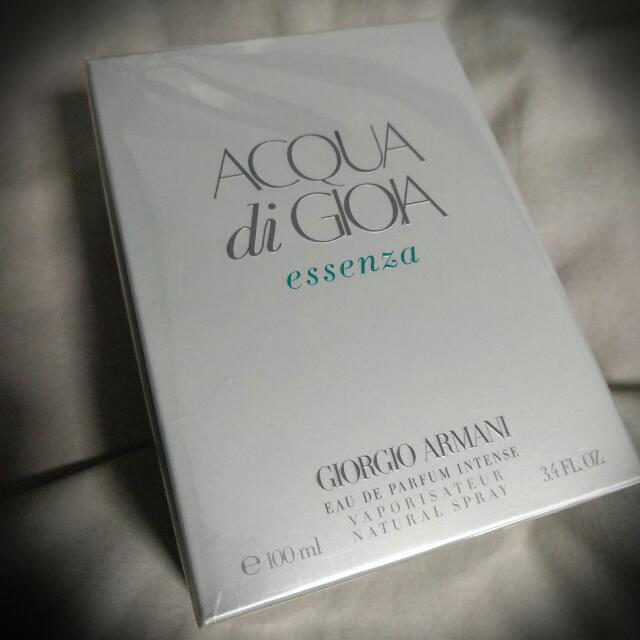 ACQUA
di GIOIA
essenza
GIORGIO ARMANI
EAU DE PARFUM INTENSE
VAPORISATEUR
NATURAL SPRAY
e 100 ml
3.4 FL. OZ